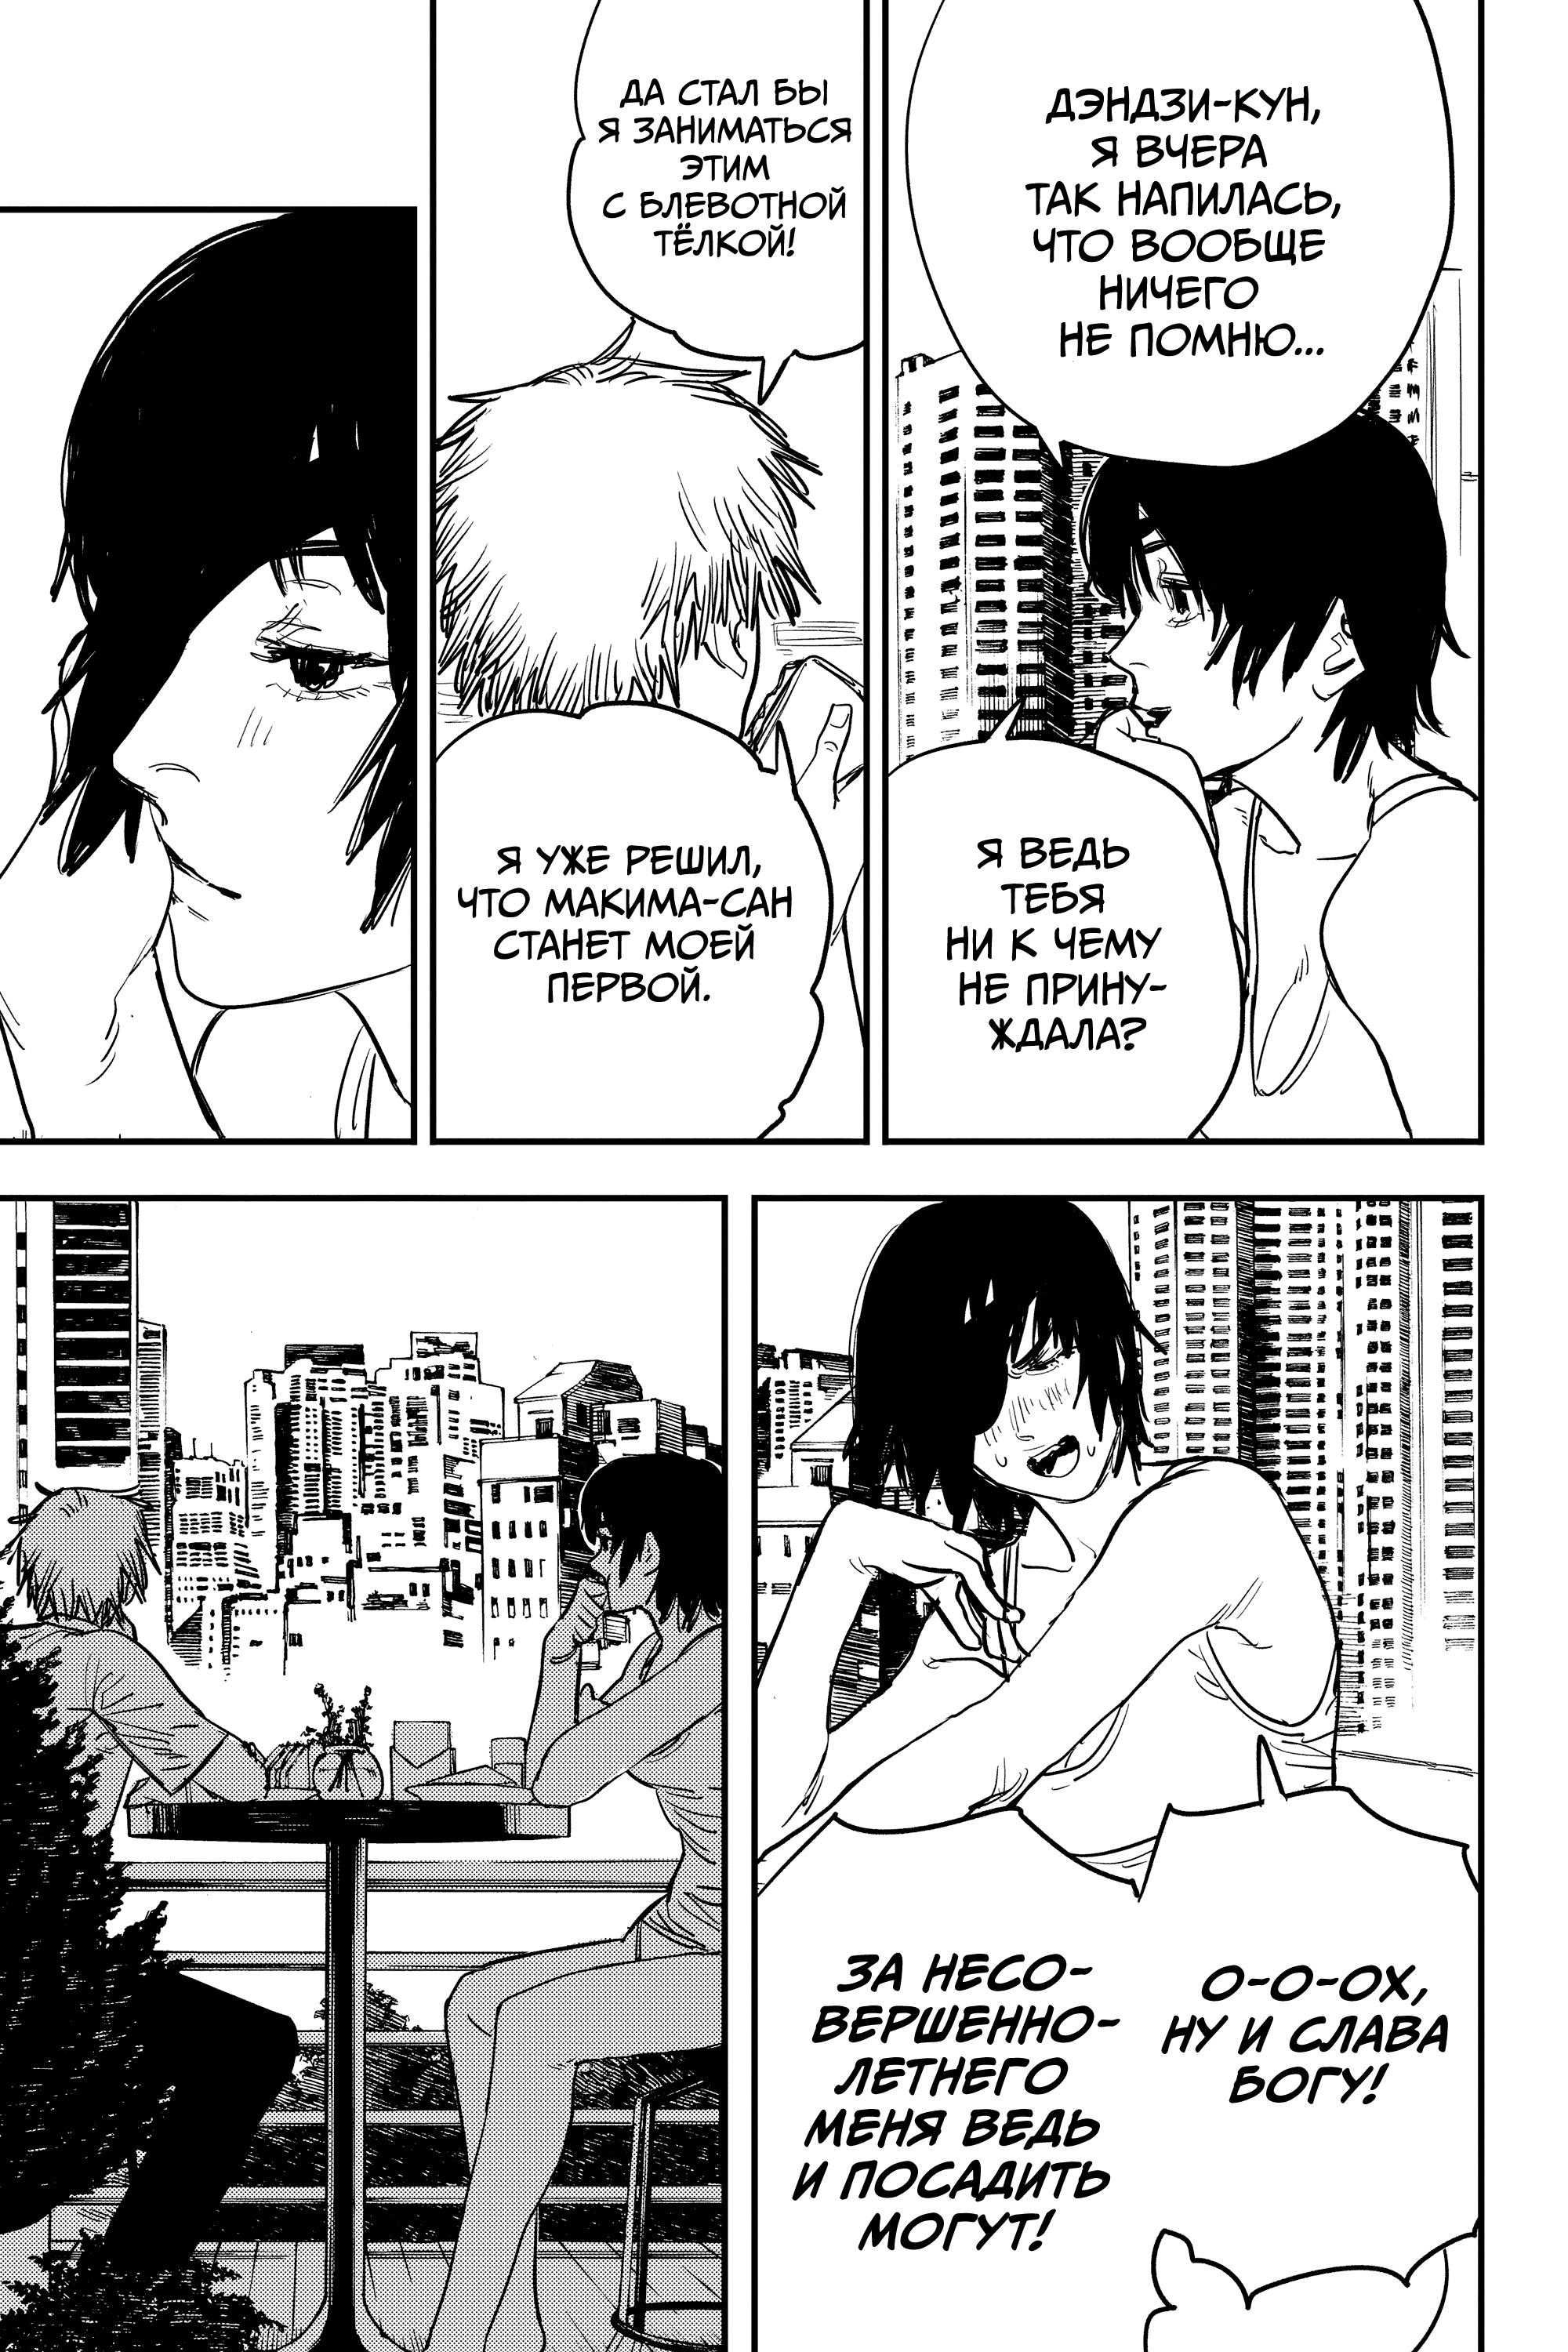 ДЭНДЗИ-КУН,
Я ВЧЕРА
ТАК НАПИЛАСЬ,
ЧТО ВООБЩЕ
НИЧЕГО
НЕ ПОМНЮ...
Я ВЕДЬ
ТЕБЯ
НИ К ЧЕМУ
НЕ ПРИНУ-
ЖДАЛА?
ДА СТАЛ БЫ
Я ЗАНИМАТЬСЯ
ЭТИМ
С БЛЕВОТНОЙ
ТЁЛКОЙ!
Я УЖЕ РЕШИЛ,
ЧТО МАКИМА-САН
СТАНЕТ МОЕЙ
ПЕРВОЙ.
О-О-ОХ,
НУ И СЛАВА
БОГУ!
ЗА НЕСО-
ВЕРШЕННО-
ЛЕТНЕГО
МЕНЯ ВЕДЬ
И ПОСАДИТЬ
МОГУТ!